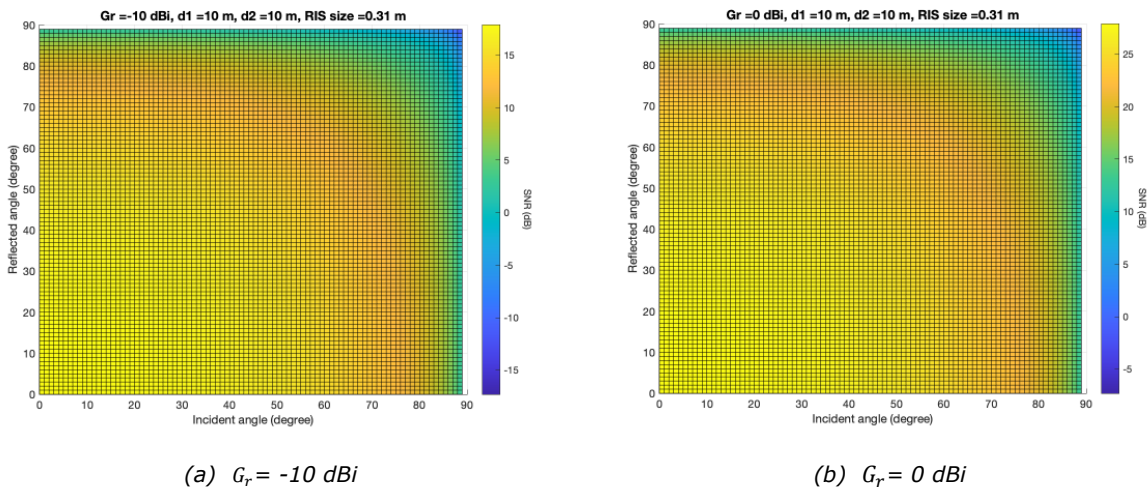 Gr =-10 dBi, d1 =10 m, d2 =10 m, RIS size =0.31 m
90
80
70
60
50
40
30
20
10
0
Reflected angle (degree)
0 10 20 30 40 50 60 70 80 90
Incident angle (degree)
15
10
5
0
-5
-10
-15
SNR (dB)
(a) Gr = -10 dBi
Gr =0 dBi, d1 =10 m, d2 =10 m, RIS size =0.31 m
90
80
70
60
50
40
30
20
10
0
Reflected angle (degree)
0 10 20 30 40 50 60 70 80 90
Incident angle (degree)
25
20
15
10
5
0
-5
SNR (dB)
(b) Gr = 0 dBi